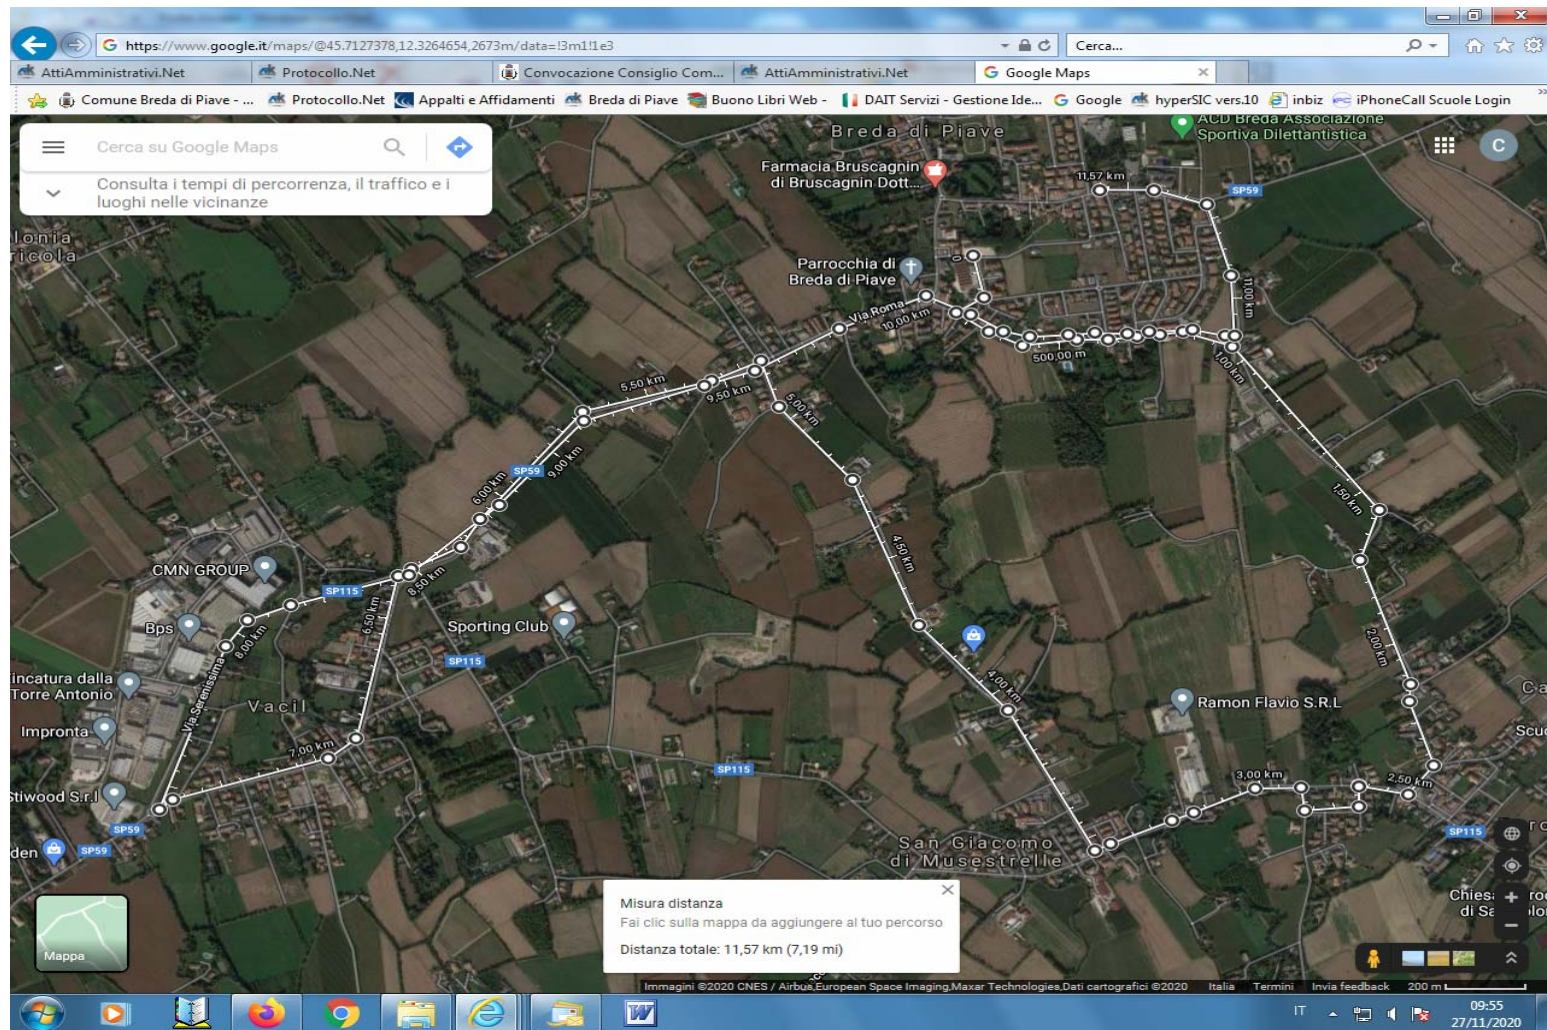 https://www.google.it/maps/@45.7127378,12.3264654,2673m/data=!3m1!1e3
Cerca...
AttiAmministrativi.Net
Protocollo.Net
Convocazione Consiglio Com...
AttiAmministrativi.Net
Google Maps
Comune Breda di Piave - ...
Protocollo.Net
Appalti e Affidamenti
Breda di Piave
Buono Libri Web -
DAIT Servizi - Gestione Ide...
Google
hyperSIC vers.10
inbiz
iPhoneCall Scuole Login
Cerca su Google Maps
Consulta i tempi di percorrenza, il traffico e i
luoghi nelle vicinanze
C
Breda di Piave
ACD Breda Associazione
Sportiva Dilettantistica
Farmacia Bruscagnin
di Bruscagnin Dott...
11,57 km
SP59
lonia
ricola
Parrocchia di
Breda di Piave
0
11,00 km
Via Roma
10,00 km
500,00 m
1,00 km
5,50 km
9,50 km
5,00 km
SP59
6,00 km
9,00 km
1,50 km
4,50 km
CMN GROUP
8,50 km
SP115
6,50 km
Bps
8,00 km
Sporting Club
SP115
2,00 km
incatura dalla
Torre Antonio
Via Serenissima
Vacil
4,00 km
Ramon Flavio S.R.L
Impronta
7,00 km
SP115
3,00 km
2,50 km
Scuo
stiwood S.r.l
SP59
den
SP59
San Giacomo
di Musestrelle
SP115
Chies
di Sa
Misura distanza
Fai clic sulla mappa da aggiungere al tuo percorso
Distanza totale: 11,57 km (7,19 mi)
Mappa
Immagini ©2020 CNES / Airbus,European Space Imaging,Maxar Technologies,Dati cartografici ©2020
Italia
Termini
Invia feedback
200 m
IT
09:55
27/11/2020